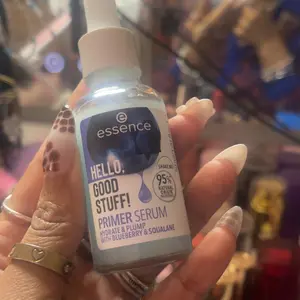 e
essence
HELLO,
GOOD
STUFF!
PRIMER SERUM
HYDRATE & PLUMP
WITH BLUEBERRY & SQUALANE
95%